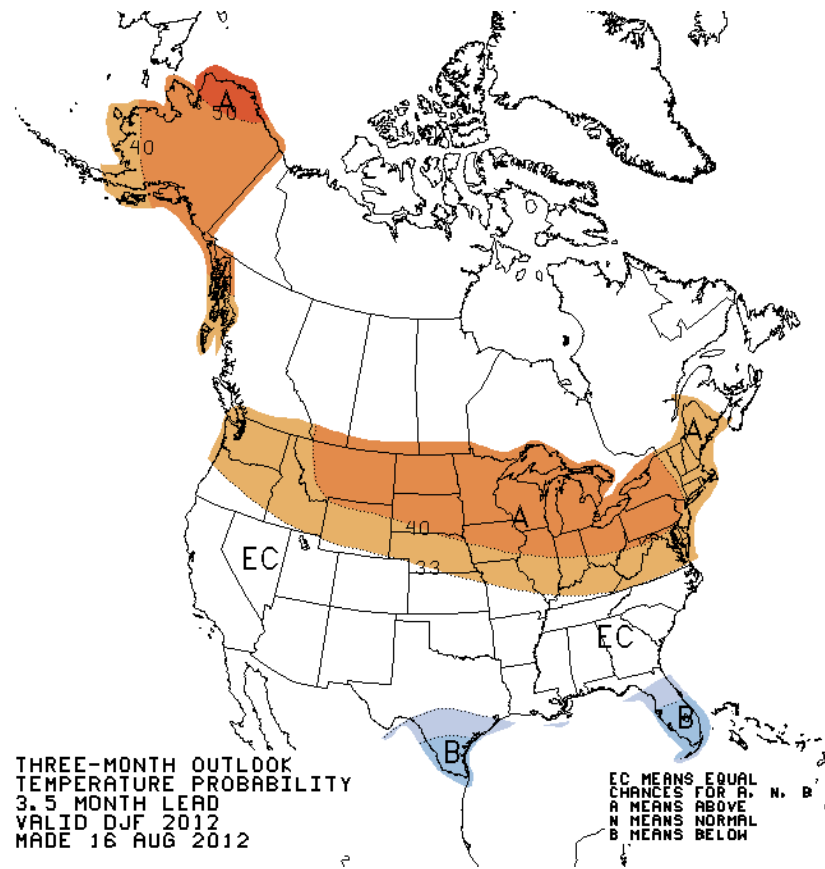 A
50
40
A
A
40
EC
33
EC
B
B
THREE-MONTH OUTLOOK
TEMPERATURE PROBABILITY
3.5 MONTH LEAD
VALID DJF 2012
MADE 16 AUG 2012
EC MEANS EQUAL
CHANCES FOR A, N, B
A MEANS ABOVE
N MEANS NORMAL
B MEANS BELOW